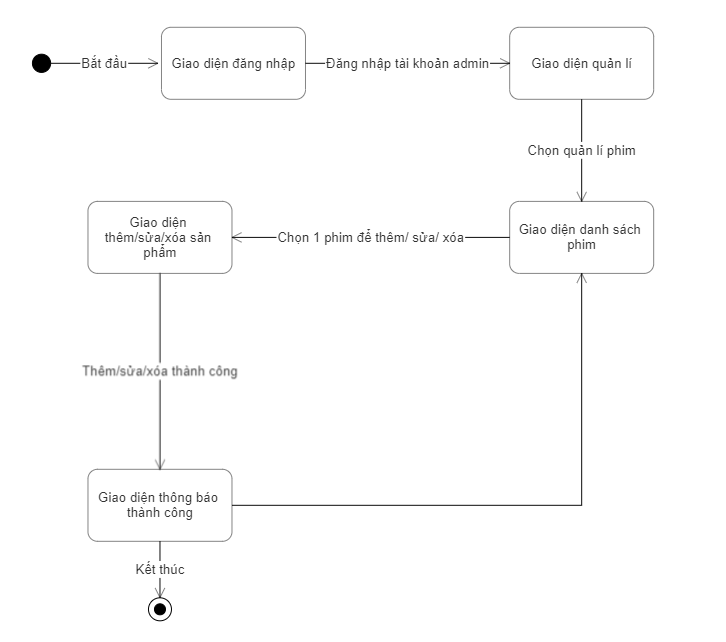 Bắt đầu
Giao diện đăng nhập
Đăng nhập tài khoản admin
Giao diện quản lí
Chọn quản lí phim
Giao diện danh sách
phim
Chọn 1 phim để thêm/ sửa/ xóa
Giao diện
thêm/sửa/xóa sản
phẩm
Thêm/sửa/xóa thành công
Giao diện thông báo
thành công
Kết thúc